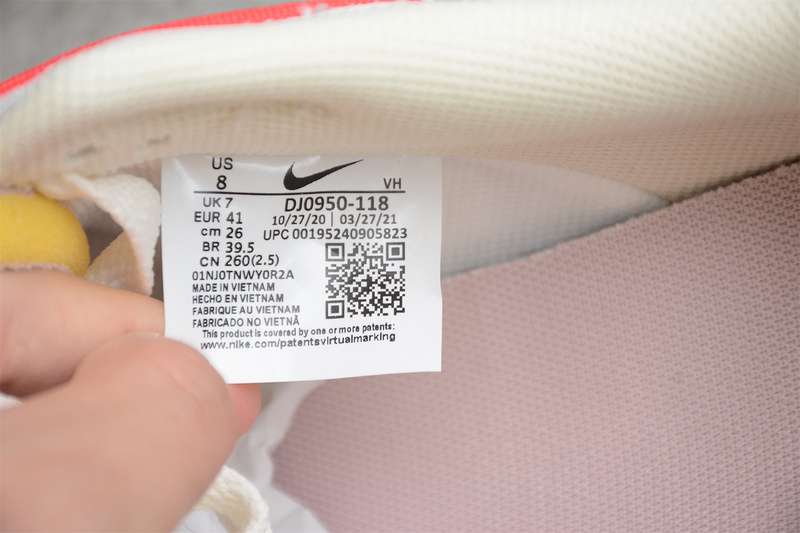 US
8
VH
UK 7
DJ0950-118
EUR 41
10/27/20 | 03/27/21
cm 26
UPC 00195240905823
BR 39.5
CN 260(2.5)
01NJ0TNWY0R2A
MADE IN VIETNAM
HECHO EN VIETNAM
FABRIQUE AU VIETNAM
FABRICADO NO VIETNÃ
This product is covered by one or more patents:
www.nike.com/patentsvirtualmarking